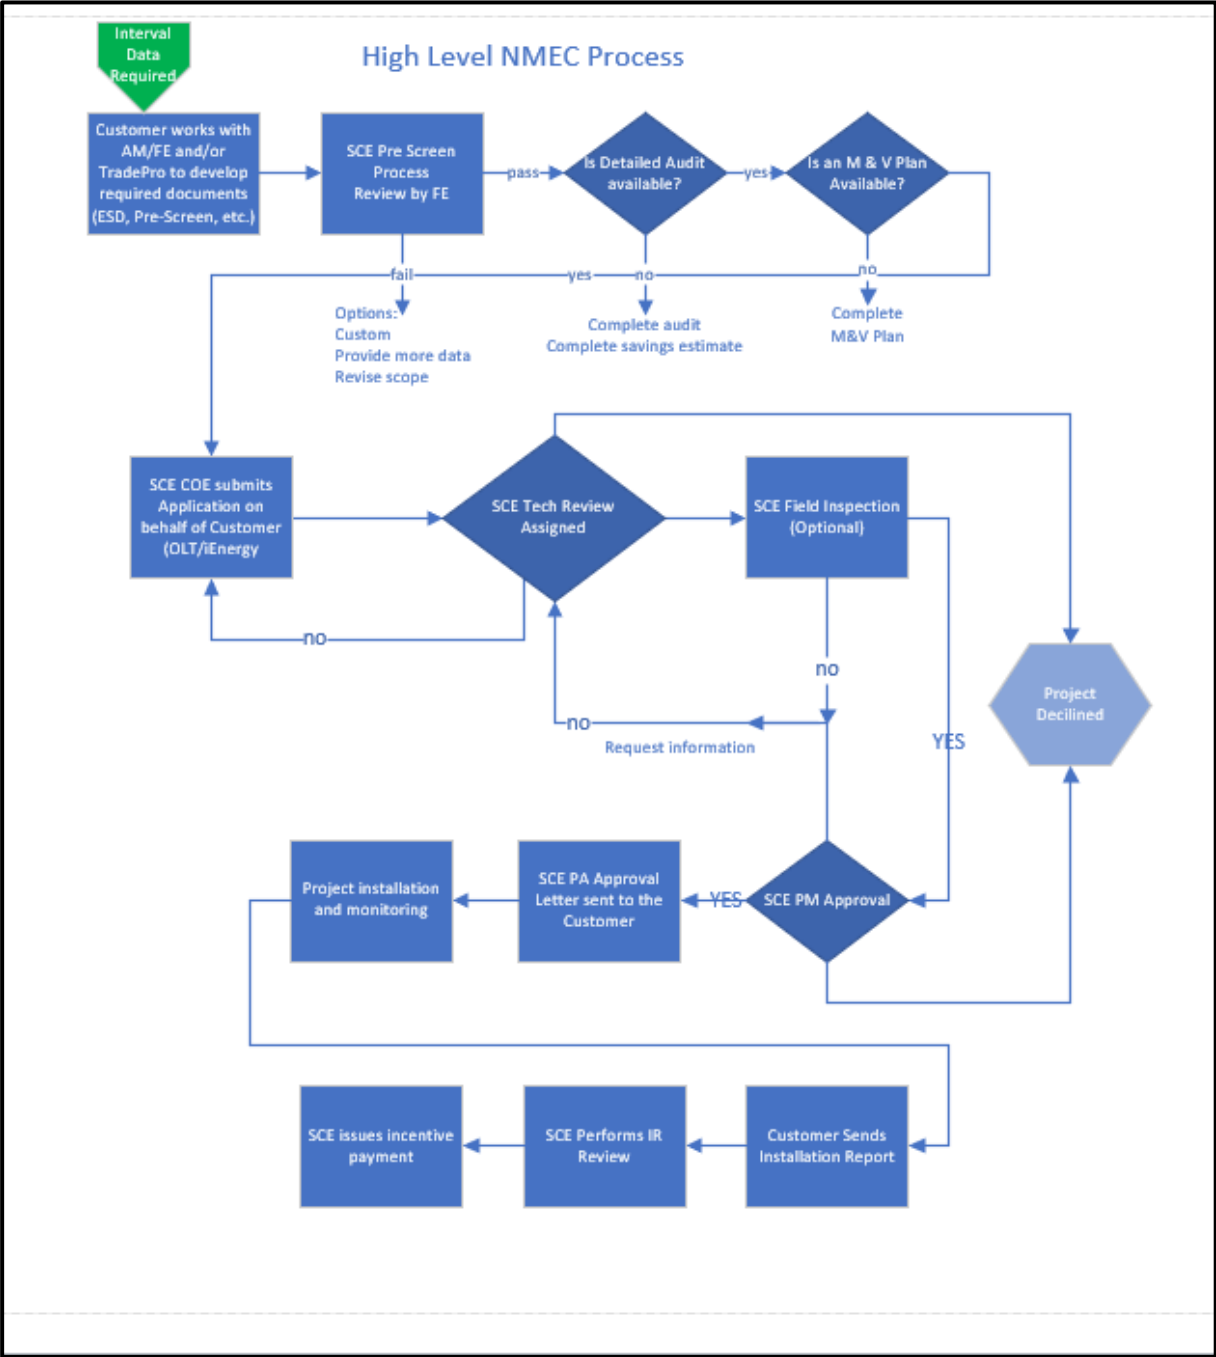 Interval
Data
Required
High Level NMEC Process
Customer works with
AM/FE and/or
TradePro to develop
required documents
(ESD, Pre-Screen, etc.)
SCE Pre Screen
Process
Review by FE
pass
Is Detailed Audit
available?
yes
Is an M & V Plan
Available?
fail
yes
no
no
Options:
Custom
Provide more data
Revise scope
Complete audit
Complete savings estimate
Complete
M&V Plan
SCE COE submits
Application on
behalf of Customer
(OLT/iEnergy
SCE Tech Review
Assigned
SCE Field Inspection
(Optional)
no
no
no
Request information
YES
Project
Decilined
Project installation
and monitoring
SCE PA Approval
Letter sent to the
Customer
YES
SCE PM Approval
SCE issues incentive
payment
SCE Performs IR
Review
Customer Sends
Installation Report